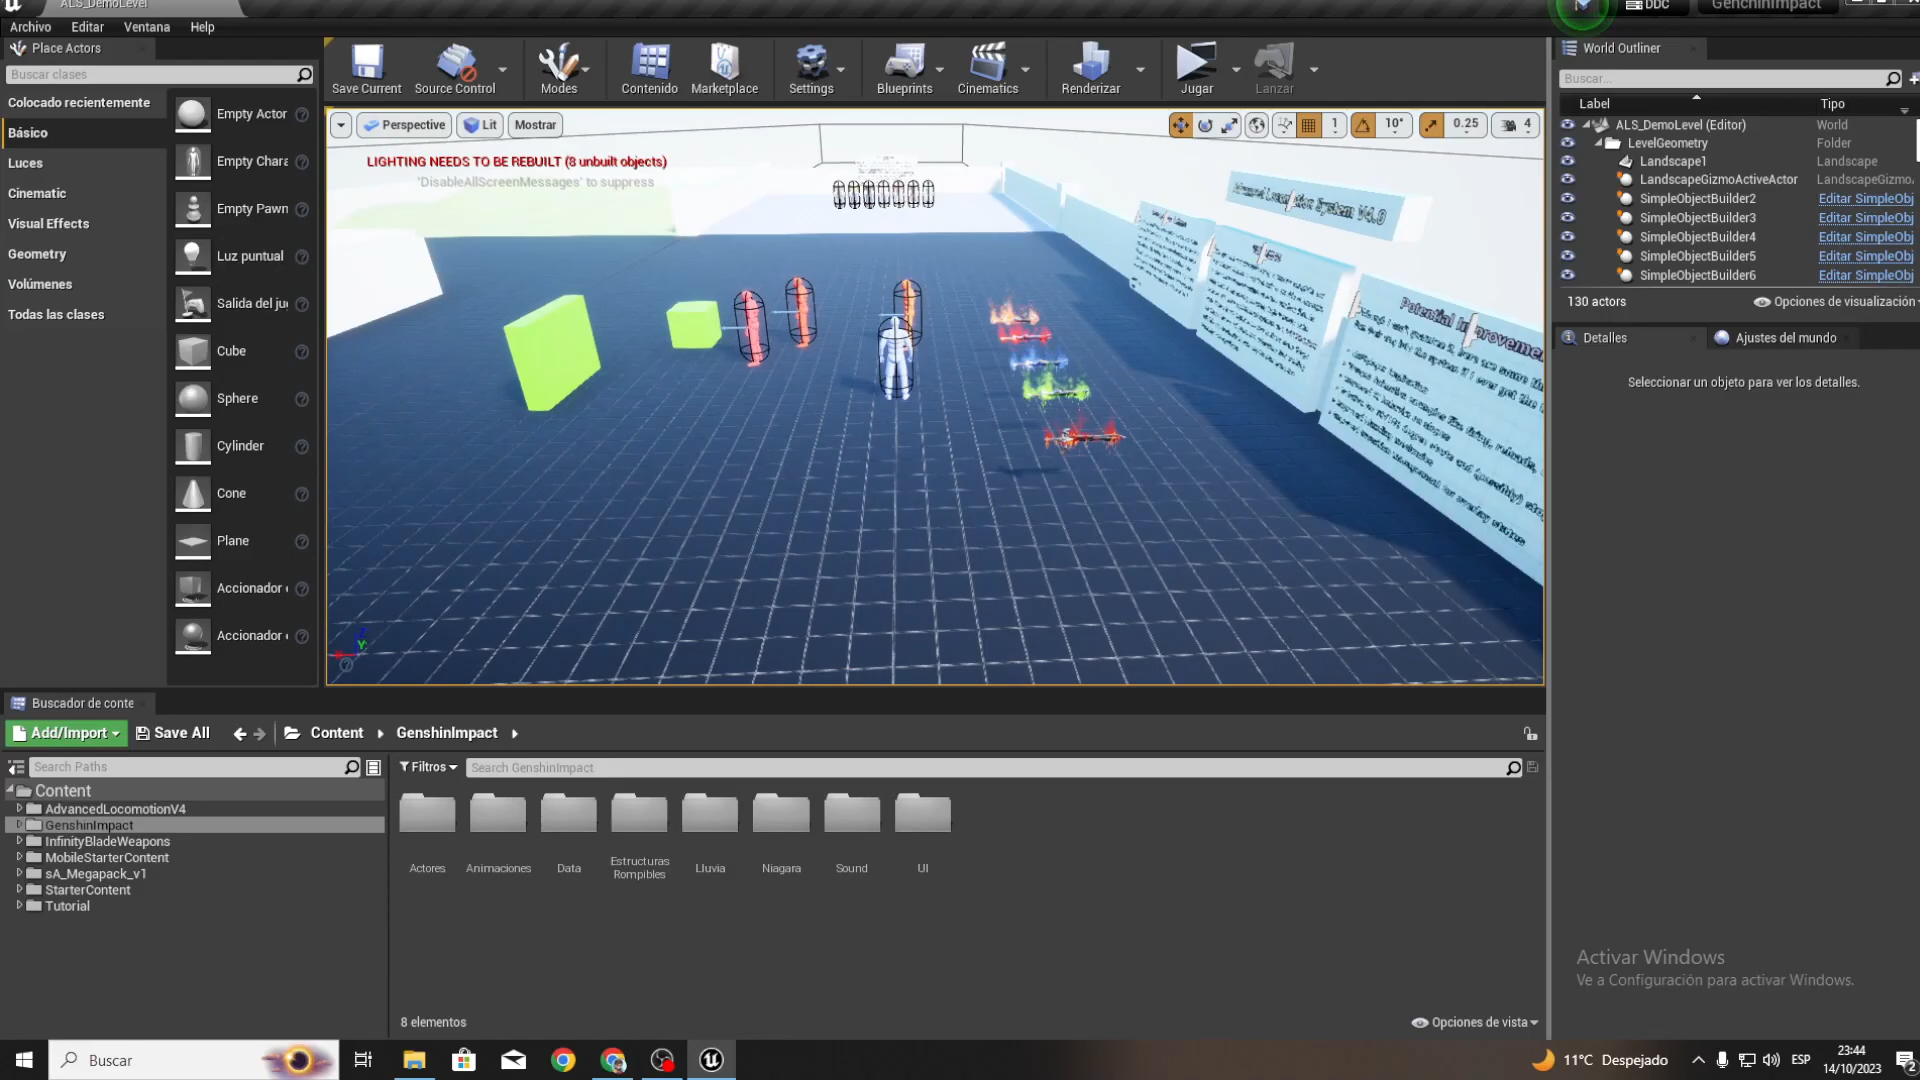 ALS_DemoLevel
DDC
GenchinImpact
Archivo
Editar
Ventana
Help
Place Actors
World Outliner
Buscar clases
Buscar...
Colocado recientemente
Básico
Luces
Cinematic
Visual Effects
Geometry
Volúmenes
Todas las clases
Empty Actor
Empty Chara
Empty Pawn
Luz puntual
Salida del ju
Cube
Sphere
Cylinder
Cone
Plane
Accionador
Accionador
Save Current
Source Control
Modes
Contenido
Marketplace
Settings
Blueprints
Cinematics
Renderizar
Jugar
Lanzar
Perspective
Lit
Mostrar
1
10°
0.25
4
LIGHTING NEEDS TO BE REBUILT (8 unbuilt objects)
'DisableAllScreenMessages' to suppress
System V4.0
Potential Improvemen
Label
Tipo
ALS_DemoLevel (Editor)
World
LevelGeometry
Folder
Landscape1
Landscape
LandscapeGizmoActiveActor
LandscapeGizmo
SimpleObjectBuilder2
Editar SimpleObj
SimpleObjectBuilder3
Editar SimpleObj
SimpleObjectBuilder4
Editar SimpleObj
SimpleObjectBuilder5
Editar SimpleObj
SimpleObjectBuilder6
Editar SimpleObj
130 actors
Opciones de visualización
Detalles
Ajustes del mundo
Seleccionar un objeto para ver los detalles.
Buscador de conte
Add/Import
Save All
Content
GenshinImpact
Search Paths
Filtros
Search GenshinImpact
Content
AdvancedLocomotionV4
GenshinImpact
InfinityBladeWeapons
MobileStarterContent
sA_Megapack_v1
StarterContent
Tutorial
Actores
Animaciones
Data
Estructuras
Rompibles
Lluvia
Niagara
Sound
UI
8 elementos
Opciones de vista
Activar Windows
Ve a Configuración para activar Windows.
Buscar
11°C
Despejado
ESP
23:44
14/10/2023
2